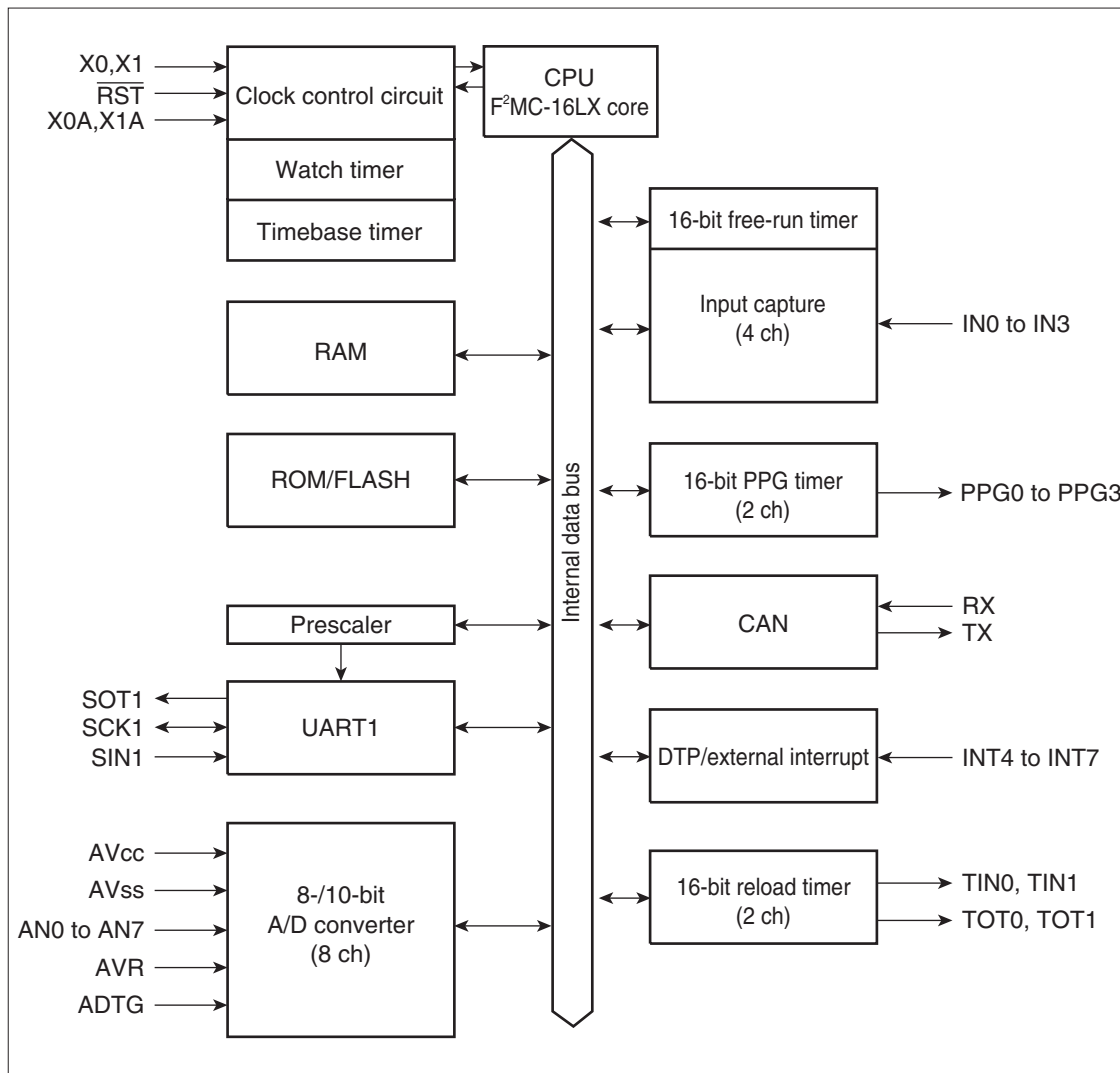 X0,X1
RST
X0A,X1A
Clock control circuit
Watch timer
Timebase timer
CPU
F²MC-16LX core
RAM
ROM/FLASH
Prescaler
SOT1
SCK1
SIN1
UART1
AVcc
AVss
AN0 to AN7
AVR
ADTG
8-/10-bit
A/D converter
(8 ch)
Internal data bus
16-bit free-run timer
Input capture
(4 ch)
IN0 to IN3
16-bit PPG timer
(2 ch)
PPG0 to PPG3
CAN
RX
TX
DTP/external interrupt
INT4 to INT7
16-bit reload timer
(2 ch)
TIN0, TIN1
TOT0, TOT1